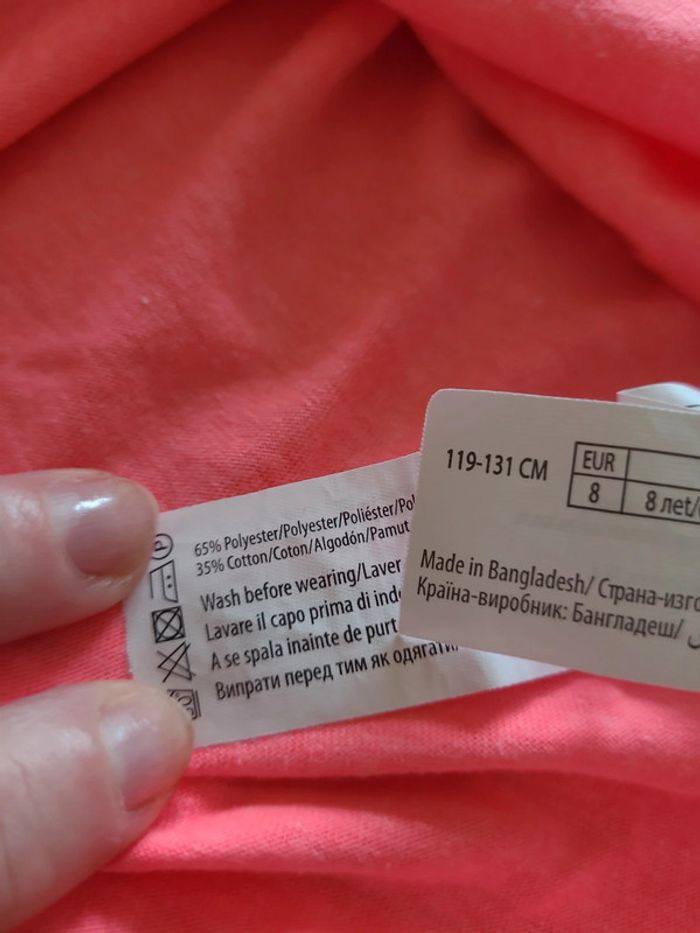 65% Polyester/Polyester/Poliéster/Pol
35% Cotton/Coton/Algodón/Pamut
Wash before wearing/Laver
Lavare il capo prima di ind
A se spala inainte de purt
Випрати перед тим як одягати
P
119-131 CM
EUR
8
8 лет/
Made in Bangladesh/ Страна-изго
Країна-виробник: Бангладеш/